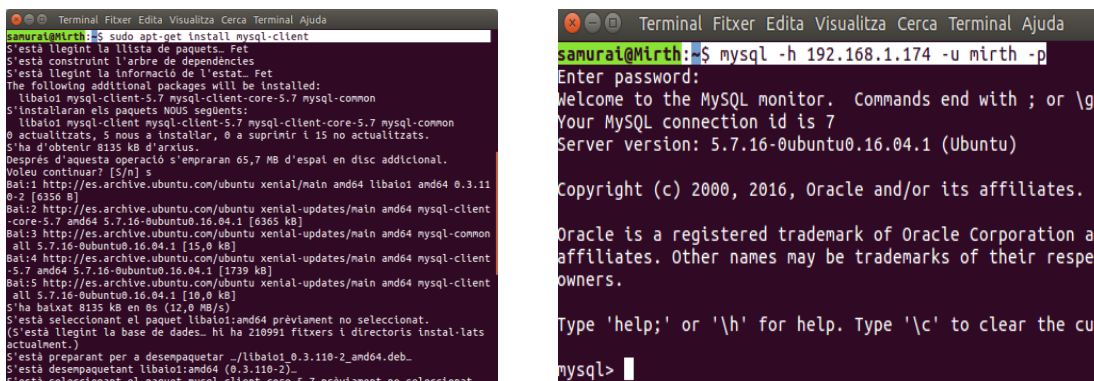 Terminal Fitxer Edita Visualitza Cerca Terminal Ajuda
samurai@Mirth:~$ sudo apt-get install mysql-client
S'està llegint la llista de paquets… Fet
S'està construint l'arbre de dependències
S'està llegint la informació de l'estat… Fet
The following additional packages will be installed:
libaio1 mysql-client-5.7 mysql-client-core-5.7 mysql-common
S'instal·laran els paquets NOUS següents:
libaio1 mysql-client mysql-client-5.7 mysql-client-core-5.7 mysql-common
0 actualitzats, 5 nous a instal·lar, 0 a suprimir i 15 no actualitzats.
S'ha d'obtenir 8135 kB d'arxius.
Després d'aquesta operació s'empraran 65,7 MB d'espai en disc addicional.
Voleu continuar? [S/n] s
Bai:1 http://es.archive.ubuntu.com/ubuntu xenial/main amd64 libaio1 amd64 0.3.11
0-2 [6356 B]
Bai:2 http://es.archive.ubuntu.com/ubuntu xenial-updates/main amd64 mysql-client
-core-5.7 amd64 5.7.16-0ubuntu0.16.04.1 [6365 kB]
Bai:3 http://es.archive.ubuntu.com/ubuntu xenial-updates/main amd64 mysql-common
all 5.7.16-0ubuntu0.16.04.1 [15,0 kB]
Bai:4 http://es.archive.ubuntu.com/ubuntu xenial-updates/main amd64 mysql-client
-5.7 amd64 5.7.16-0ubuntu0.16.04.1 [1739 kB]
Bai:5 http://es.archive.ubuntu.com/ubuntu xenial-updates/main amd64 mysql-client
all 5.7.16-0ubuntu0.16.04.1 [10,0 kB]
S'ha baixat 8135 kB en 0s (12,0 MB/s)
S'està seleccionant el paquet libaio1:amd64 prèviament no seleccionat.
(S'està llegint la base de dades… hi ha 210991 fitxers i directoris instal·lats
actualment.)
S'està preparant per a desempaquetar …/libaio1_0.3.110-2_amd64.deb…
S'està desempaquetant libaio1:amd64 (0.3.110-2)…
S'està seleccionant el paquet mysql-client-core-5.7 prèviament no seleccionat
Terminal Fitxer Edita Visualitza Cerca Terminal Ajuda
samurai@Mirth:~$ mysql -h 192.168.1.174 -u mirth -p
Enter password:
Welcome to the MySQL monitor.  Commands end with ; or \g
Your MySQL connection id is 7
Server version: 5.7.16-0ubuntu0.16.04.1 (Ubuntu)
Copyright (c) 2000, 2016, Oracle and/or its affiliates.
Oracle is a registered trademark of Oracle Corporation a
affiliates. Other names may be trademarks of their respe
owners.
Type 'help;' or '\h' for help. Type '\c' to clear the cu
mysql>